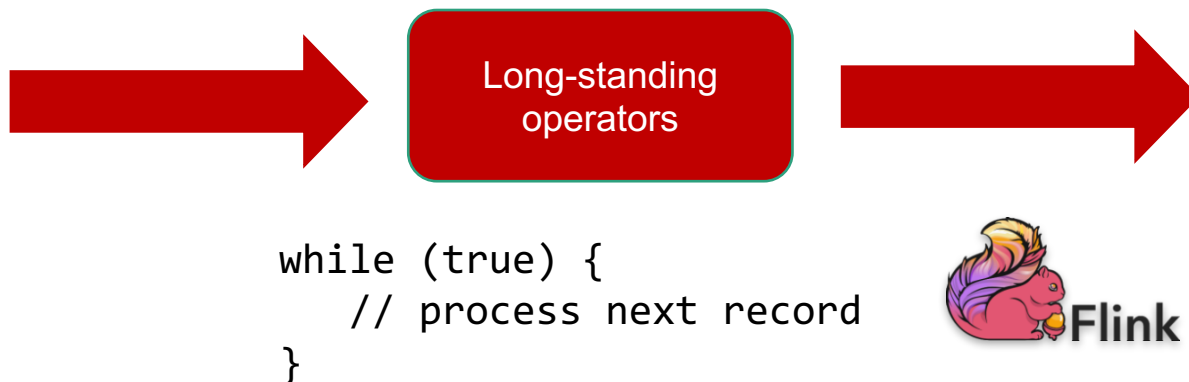 Long-standing
operators
while (true) {
// process next record
}
Flink